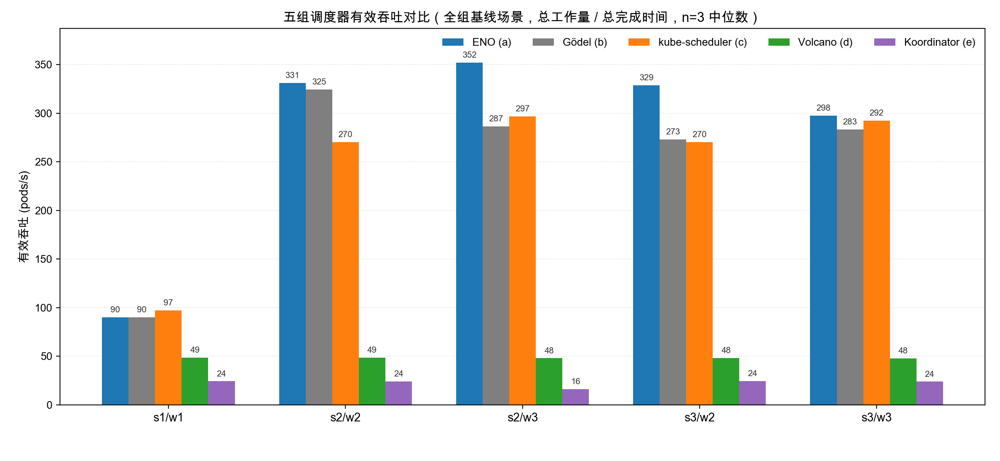 五组调度器有效吞吐对比（全组基线场景，总工作量 / 总完成时间，n=3 中位数）
ENO (a) Gödel (b) kube-scheduler (c) Volcano (d) Koordinator (e)
有效吞吐 (pods/s)
350
300
250
200
150
100
50
0
90 90 97 49 24
331 325 270 49 24
352 287 297 48 16
329 273 270 48 24
298 283 292 48 24
s1/w1 s2/w2 s2/w3 s3/w2 s3/w3